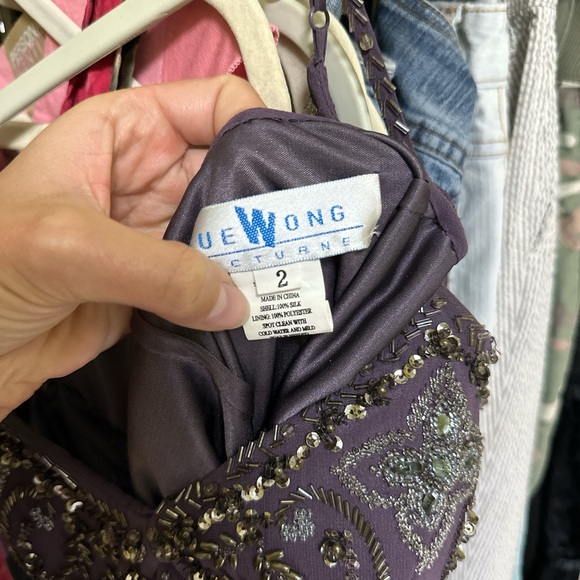 UE WONG
CTURNE
2
MADE IN CHINA
SHELL: 100% SILK
LINING: 100% POLYESTER
SPOT CLEAN WITH
COLD WATER AND MILD